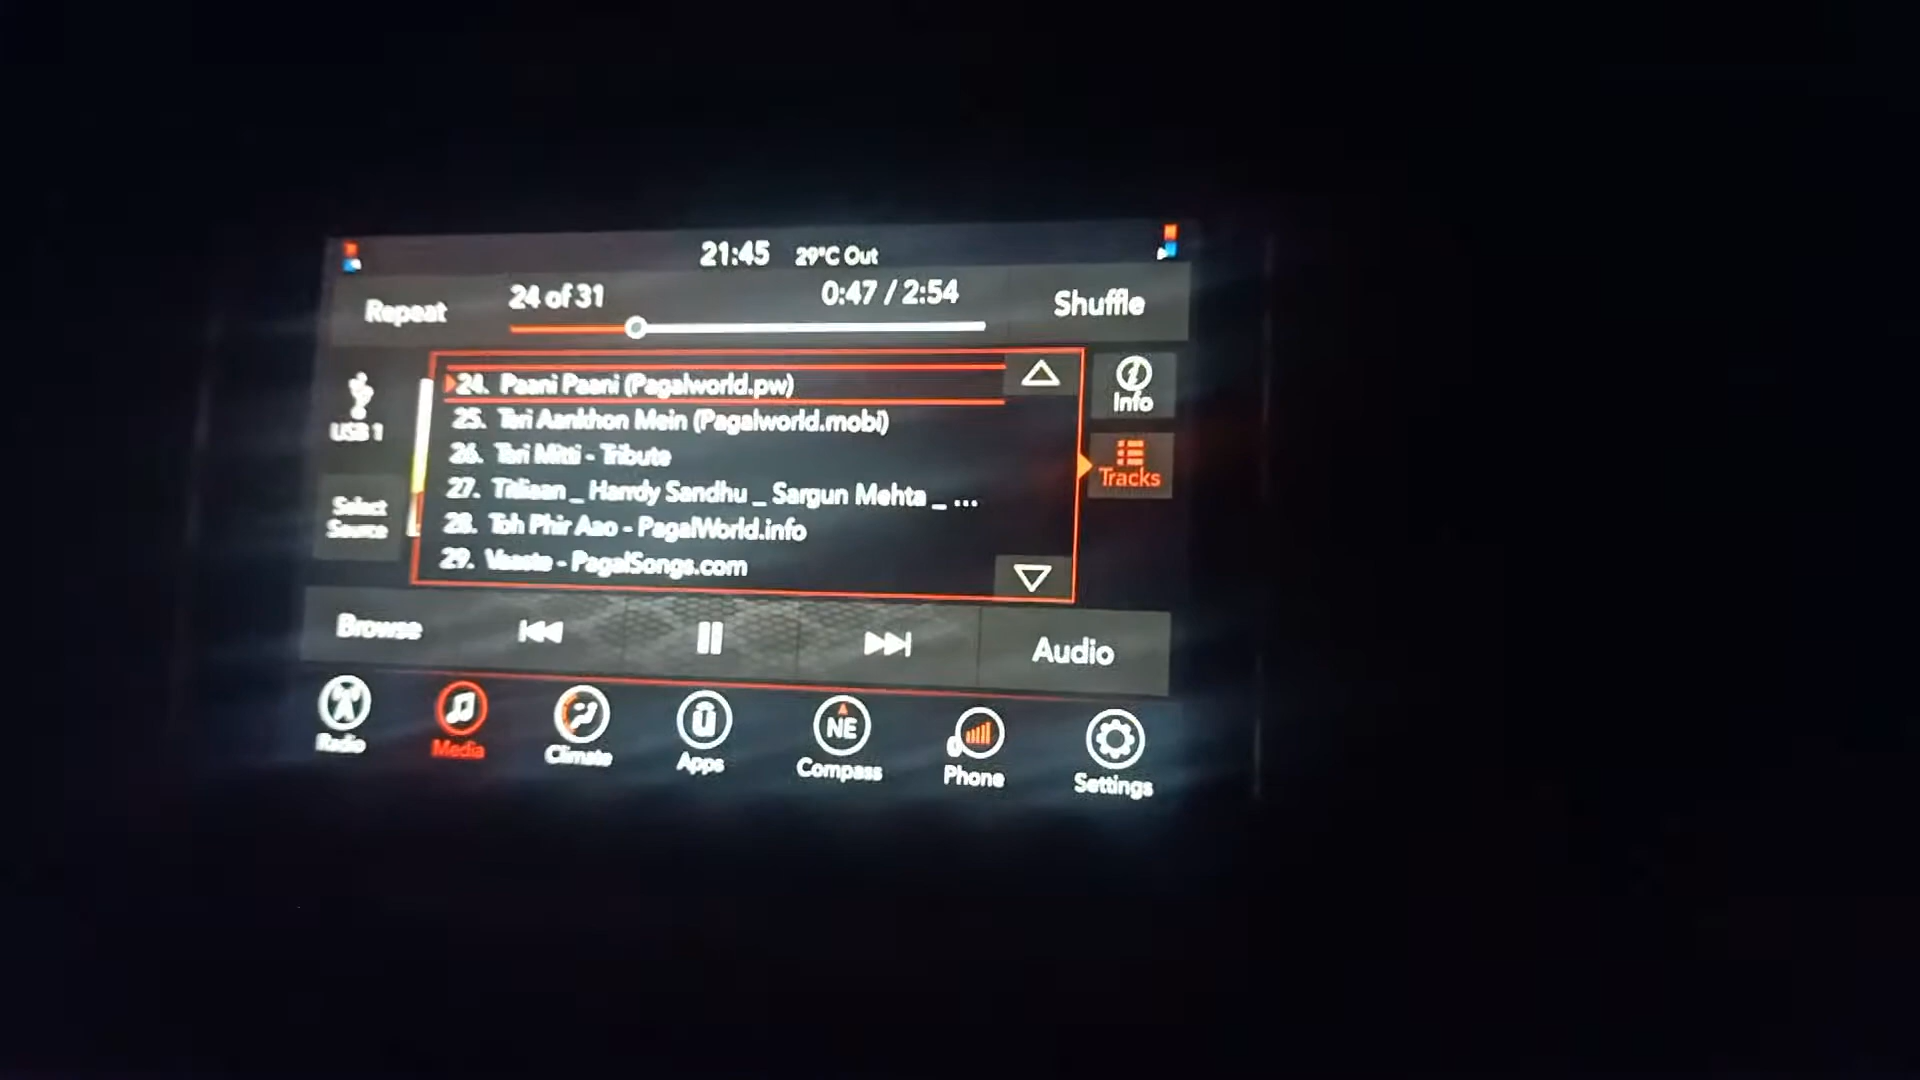 21:45 29°C Out
Repeat 24 of 31 0:47 / 2:54 Shuffle
24. Paani Paani (Pagalworld.pw)
25. Teri Aankhon Mein (Pagalworld.mobi)
26. Teri Mitti - Tribute
27. Titliaan _ Harrdy Sandhu _ Sargun Mehta _ ...
28. Toh Phir Aao - PagalWorld.info
29. Vaaste - PagalSongs.com
USB 1
Select
Source
Info
Tracks
Browse Audio
NE
Radio Media Climate Apps Compass Phone Settings